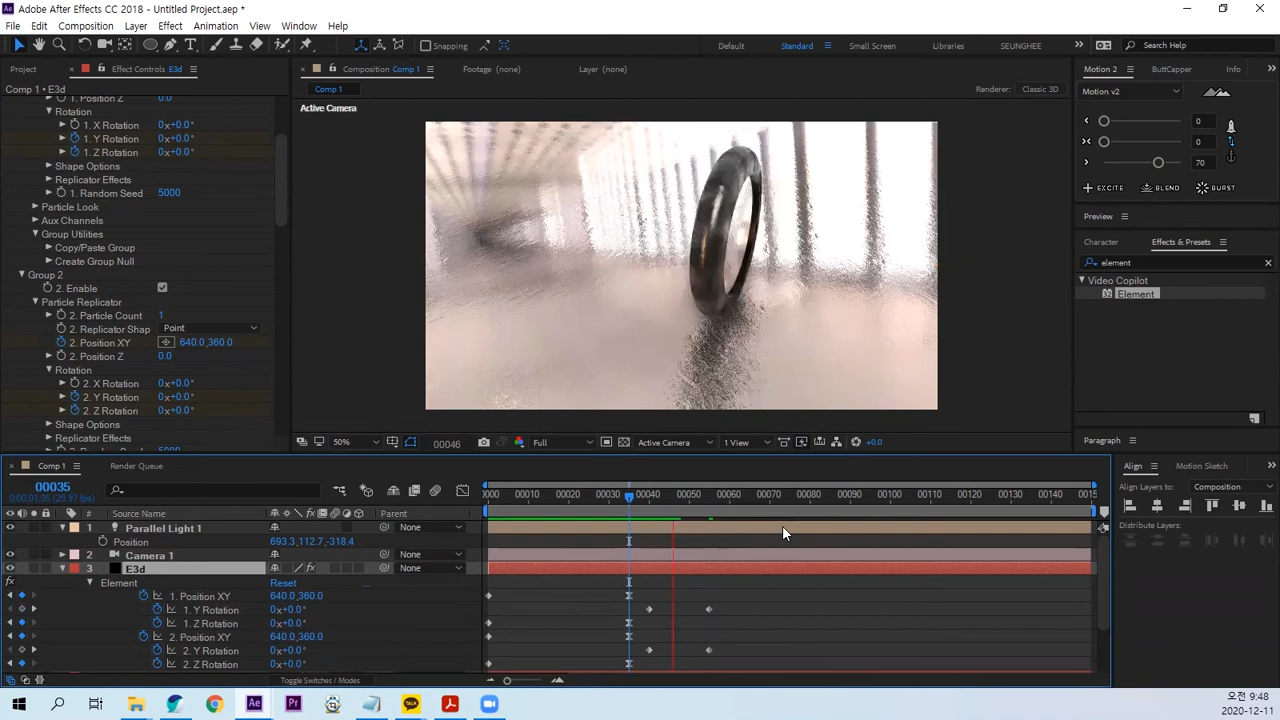 Adobe After Effects CC 2018 - Untitled Project.aep *
File Edit Composition Layer Effect Animation View Window Help
Snapping
Default Standard Small Screen Libraries SEUNGHEE Search Help
Project Effect Controls E3d
Composition Comp 1 Footage (none) Layer (none)
Motion 2 ButtCapper Info
Comp 1 • E3d
Comp 1
Renderer: Classic 3D
Motion v2
1. Position Z 0.0
Active Camera
Rotation
1. X Rotation 0x+0.0°
1. Y Rotation 0x+0.0°
1. Z Rotation 0x+0.0°
Shape Options
Replicator Effects
1. Random Seed 5000
Particle Look
Aux Channels
Group Utilities
Copy/Paste Group
Create Group Null
Group 2
2. Enable
Particle Replicator
2. Particle Count 1
2. Replicator Shap Point
2. Position XY 640.0,360.0
2. Position Z 0.0
Rotation
2. X Rotation 0x+0.0°
2. Y Rotation 0x+0.0°
2. Z Rotation 0x+0.0°
Shape Options
Replicator Effects
5000
0
0
70
EXCITE BLEND BURST
Preview
Character Effects & Presets
element
Video Copilot
32 Element
50% 00046 Full Active Camera 1 View +0.0
Paragraph
Comp 1 Render Queue
Align Motion Sketch
00035
0:00:01:05 (29.97 fps)
0000 00010 00020 00030 00040 00050 00060 00070 00080 00090 00100 00110 00120 00130 00140 0015
Align Layers to: Composition
# Source Name Parent
Distribute Layers:
1 Parallel Light 1 None
Position 693.3,112.7,-318.4
2 Camera 1 None
3 E3d None
Element Reset
1. Position XY 640.0,360.0
1. Y Rotation 0x+0.0°
1. Z Rotation 0x+0.0°
2. Position XY 640.0,360.0
2. Y Rotation 0x+0.0°
2. Z Rotation 0x+0.0°
Toggle Switches / Modes
Ae Pr TALK
오전 9:48
2020-12-11